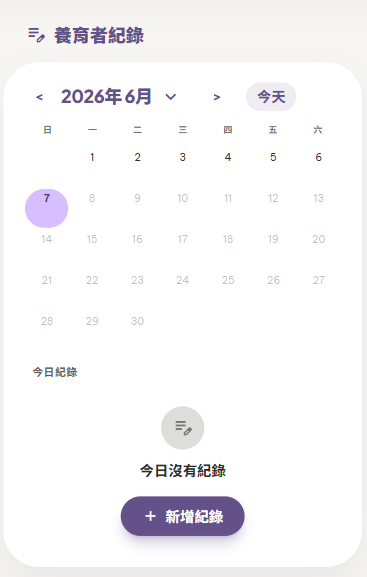 養育者紀錄
< 2026年 6月 > 今天
日 一 二 三 四 五 六
1 2 3 4 5 6
7 8 9 10 11 12 13
14 15 16 17 18 19 20
21 22 23 24 25 26 27
28 29 30
今日紀錄
今日沒有紀錄
+ 新增紀錄